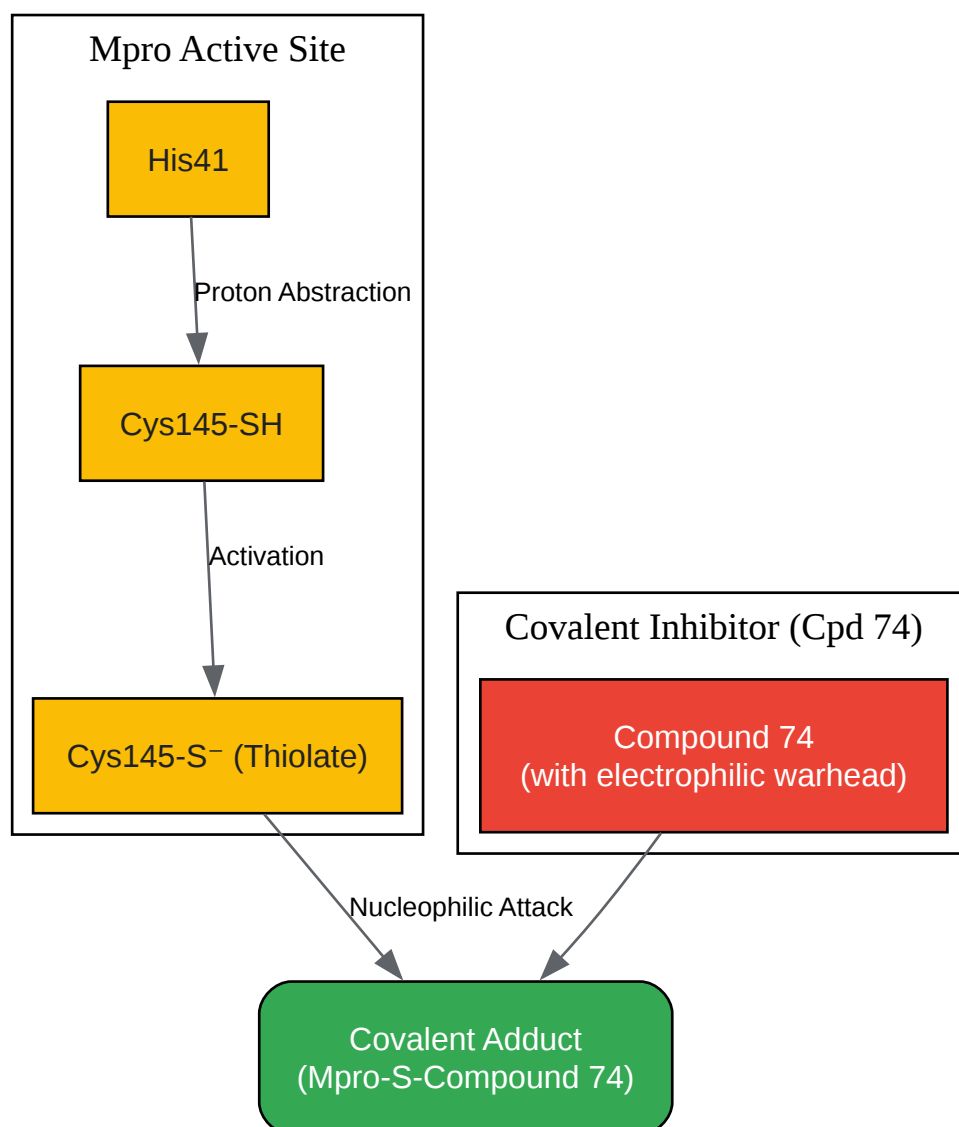 Mpro Active Site
His41
Proton Abstraction
Cys145-SH
Activation
Cys145-S⁻ (Thiolate)
Covalent Inhibitor (Cpd 74)
Compound 74
(with electrophilic warhead)
Nucleophilic Attack
Covalent Adduct
(Mpro-S-Compound 74)